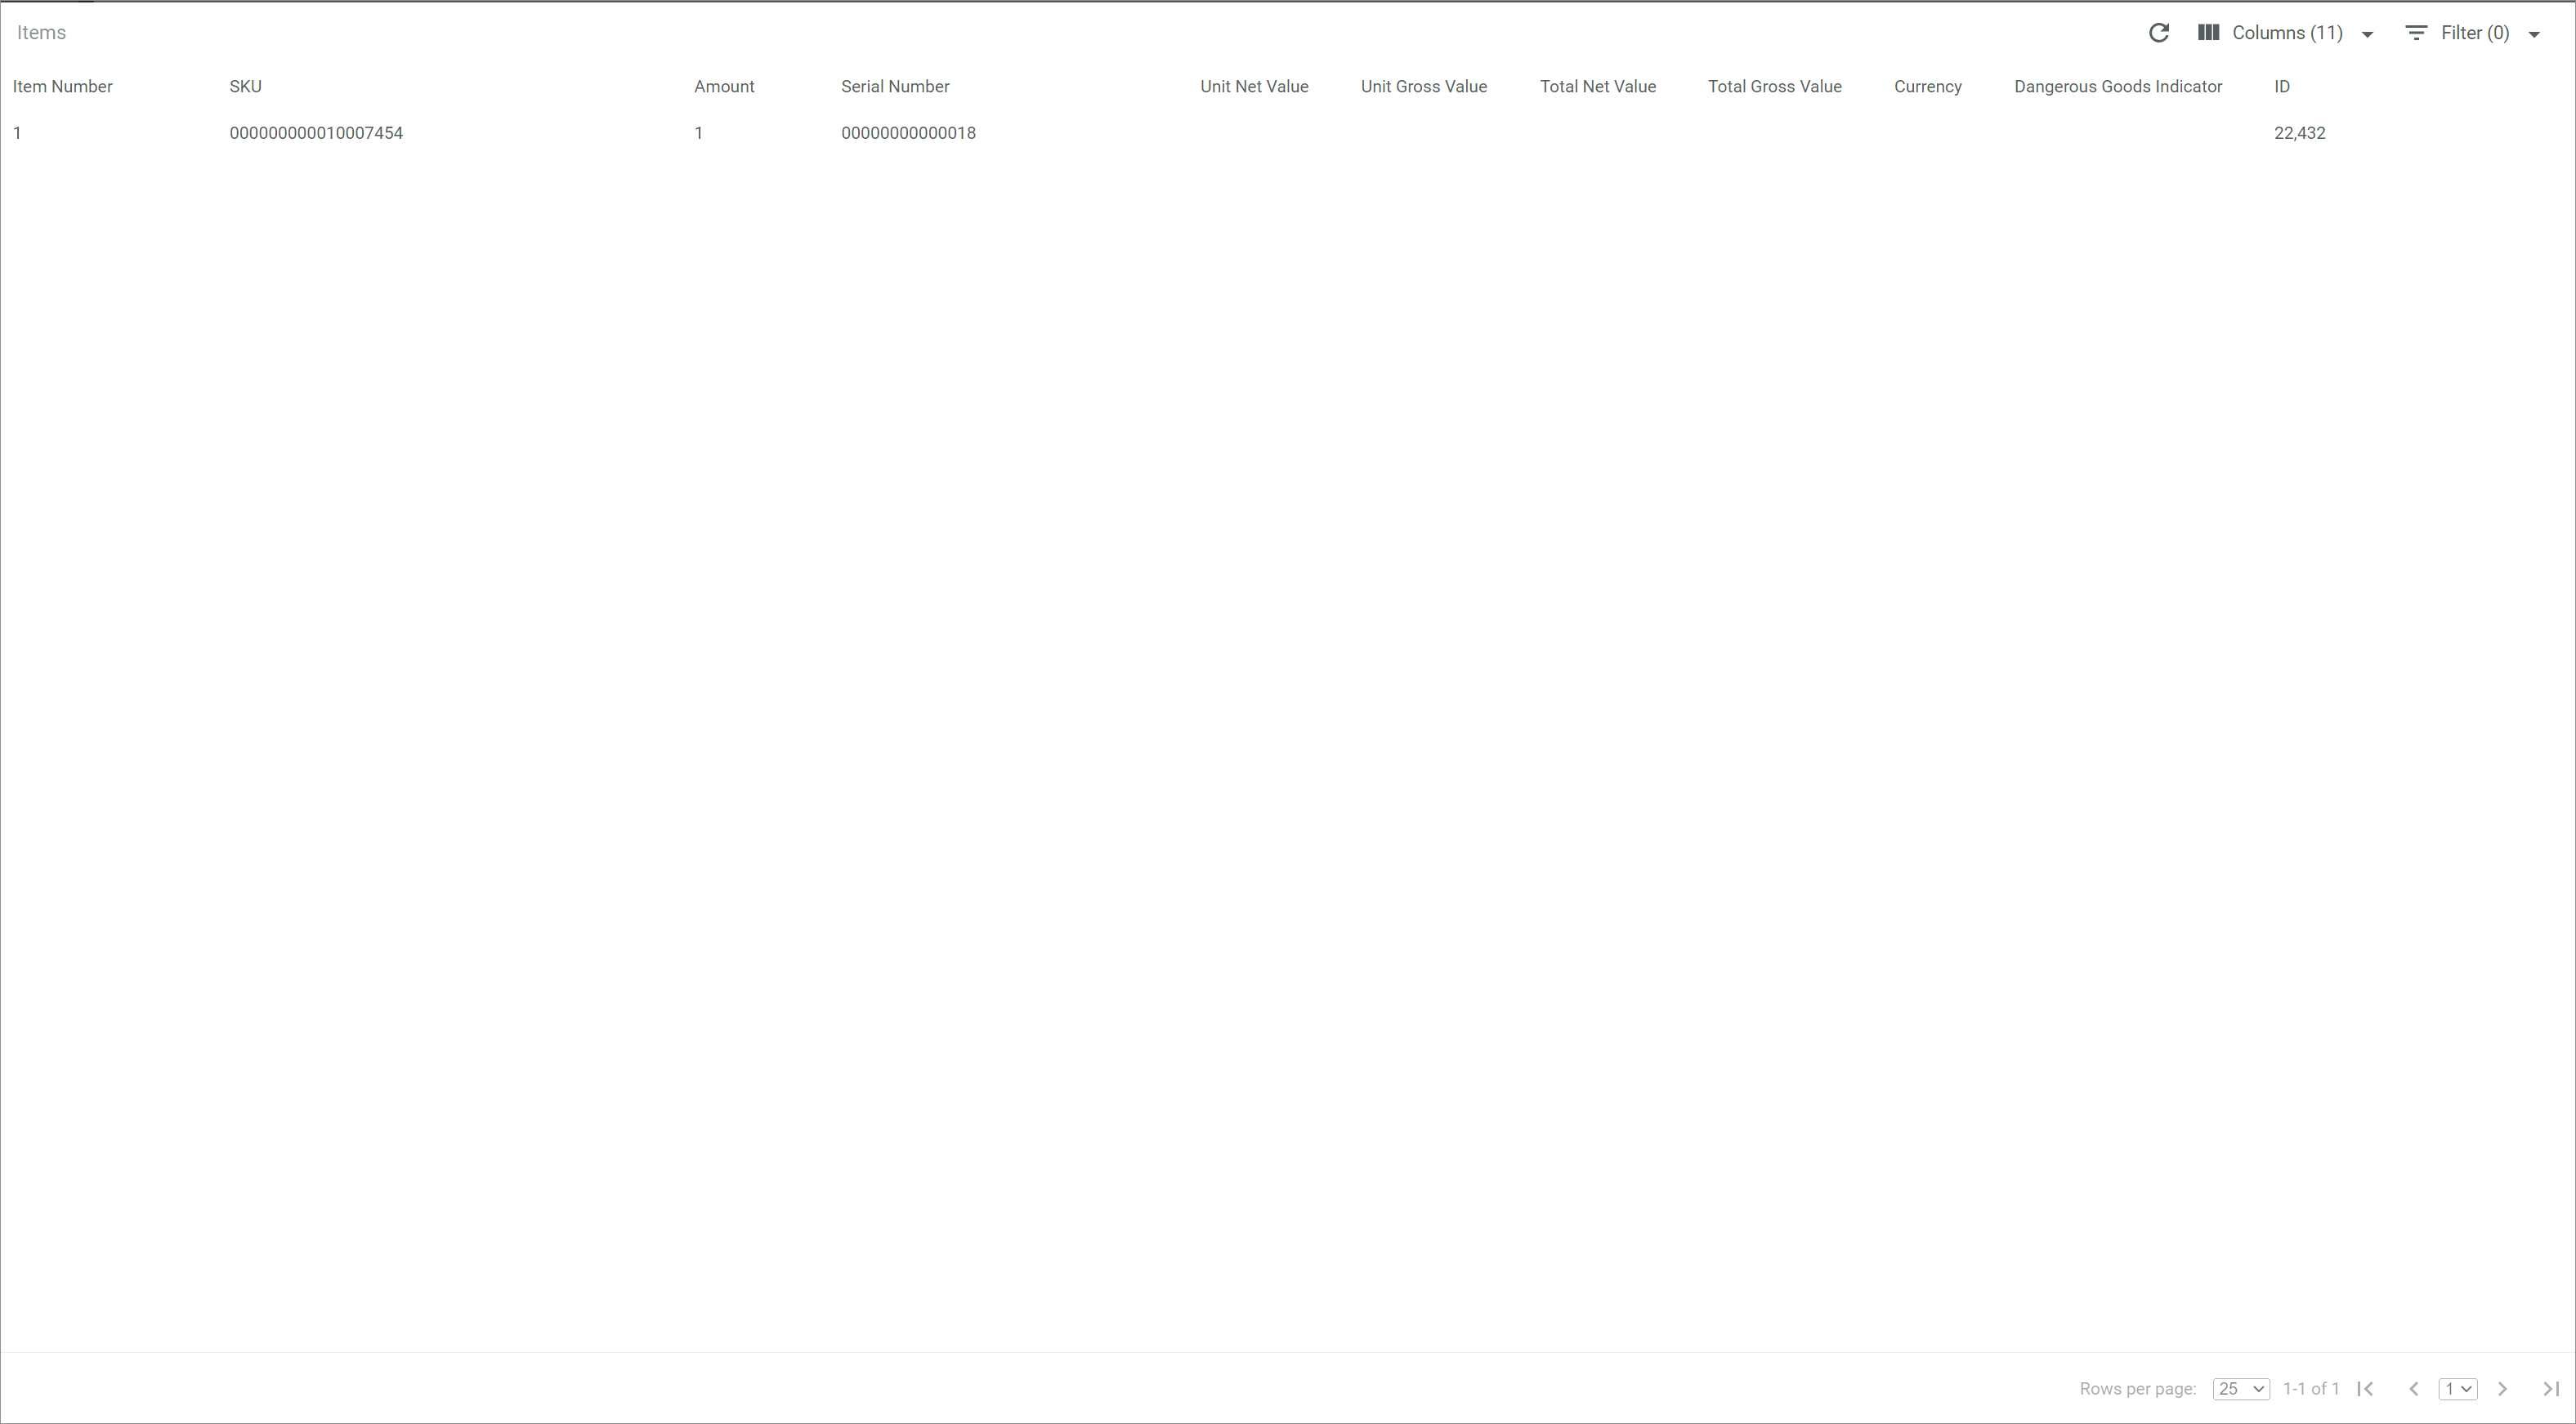 Items Columns (11) Filter (0)
Item Number SKU Amount Serial Number Unit Net Value Unit Gross Value Total Net Value Total Gross Value Currency Dangerous Goods Indicator ID
1 000000000010007454 1 00000000000018 22,432
Rows per page: 25 1-1 of 1 1